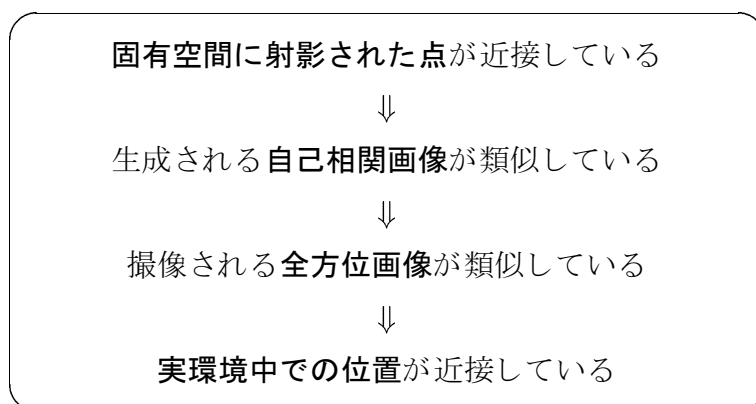 固有空間に射影された点が近接している
⇓
生成される自己相関画像が類似している
⇓
撮像される全方位画像が類似している
⇓
実環境中での位置が近接している